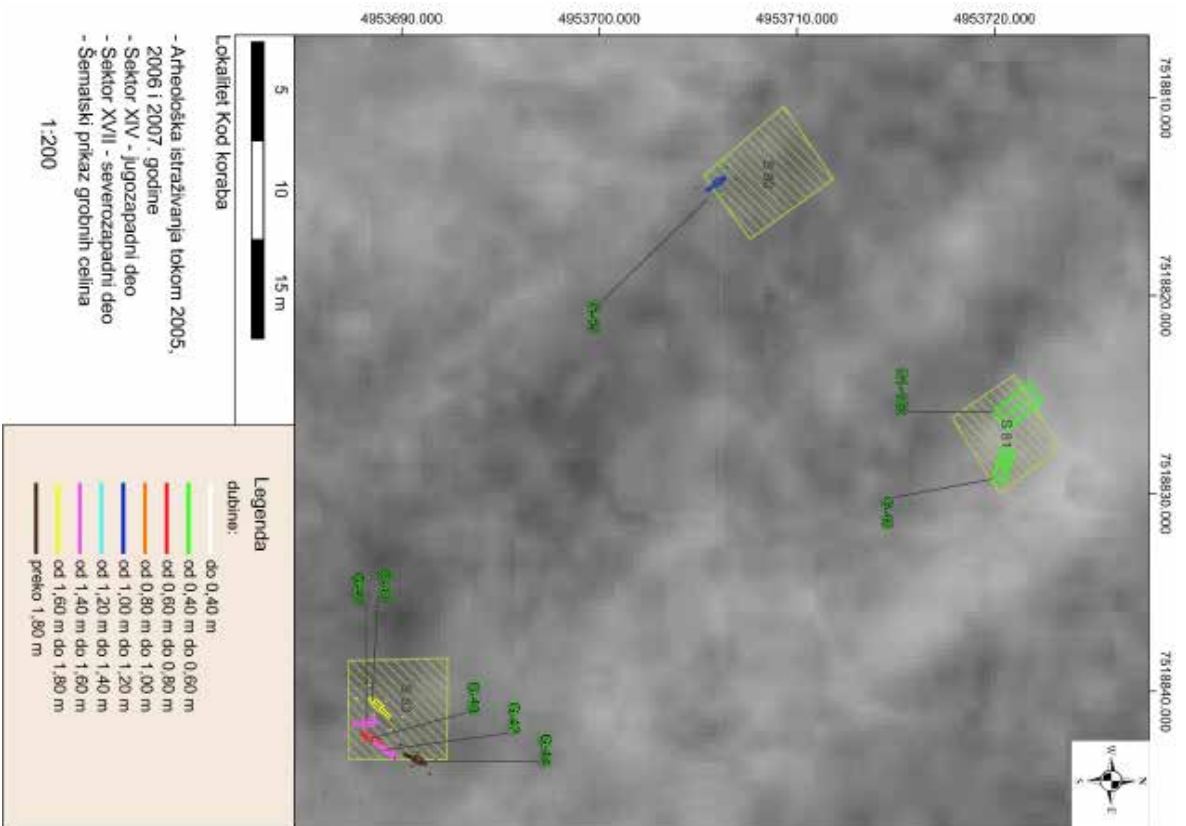 4953690.000
4953700.000
4953710.000
4953720.000
7518810.000
7518820.000
7518830.000
7518840.000
S 81
G-43
G-42
G-44
N
E
S
W
Lokalitet Kod koraba
5
10
15 m
- Arheološka istraživanja tokom 2005,
2006 i 2007. godine
- Sektor XIV - jugozapadni deo
- Sektor XVII - severozapadni deo
- Šematski prikaz grobnih celina
1:200
Legenda
dubine:
do 0,40 m
od 0,40 m do 0,60 m
od 0,60 m do 0,80 m
od 0,80 m do 1,00 m
od 1,00 m do 1,20 m
od 1,20 m do 1,40 m
od 1,40 m do 1,60 m
od 1,60 m do 1,80 m
preko 1,80 m